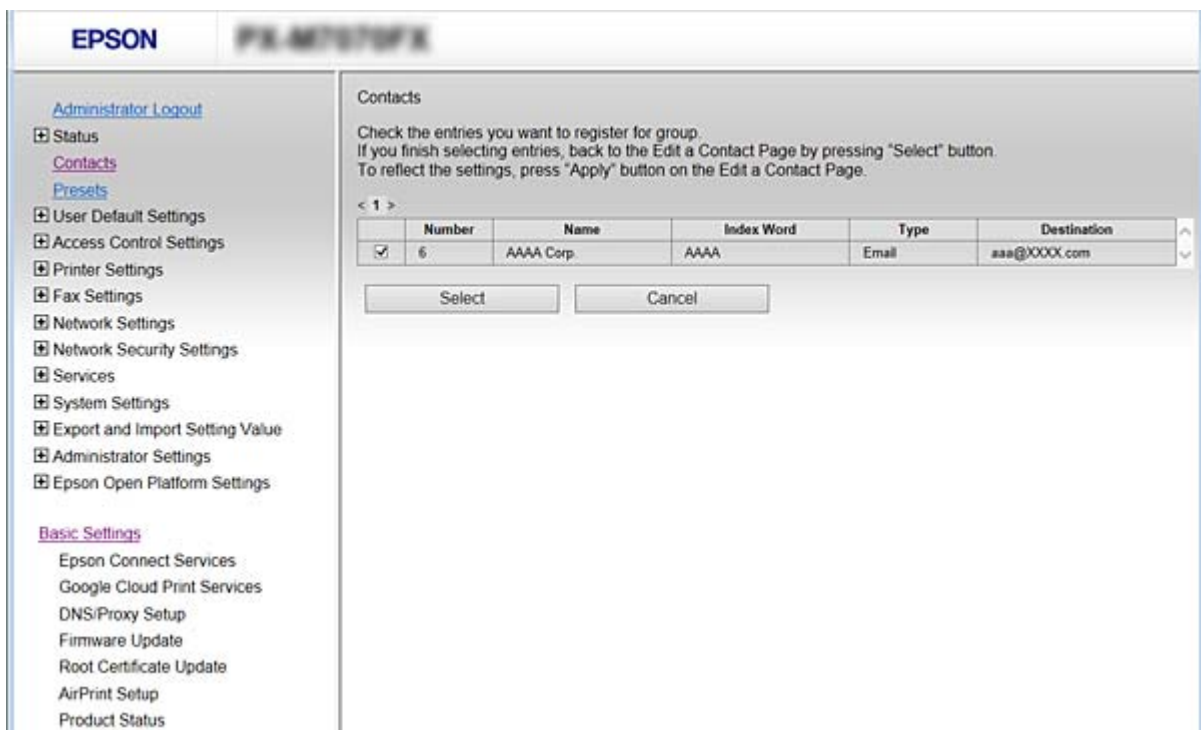 EPSON
Administrator Logout
Status
Contacts
Presets
User Default Settings
Access Control Settings
Printer Settings
Fax Settings
Network Settings
Network Security Settings
Services
System Settings
Export and Import Setting Value
Administrator Settings
Epson Open Platform Settings
Basic Settings
Epson Connect Services
Google Cloud Print Services
DNS/Proxy Setup
Firmware Update
Root Certificate Update
AirPrint Setup
Product Status
Contacts
Check the entries you want to register for group.
If you finish selecting entries, back to the Edit a Contact Page by pressing "Select" button.
To reflect the settings, press "Apply" button on the Edit a Contact Page.
< 1 >
Number Name Index Word Type Destination
6 AAAA Corp. AAAA Email aaa@XXXX.com
Select Cancel